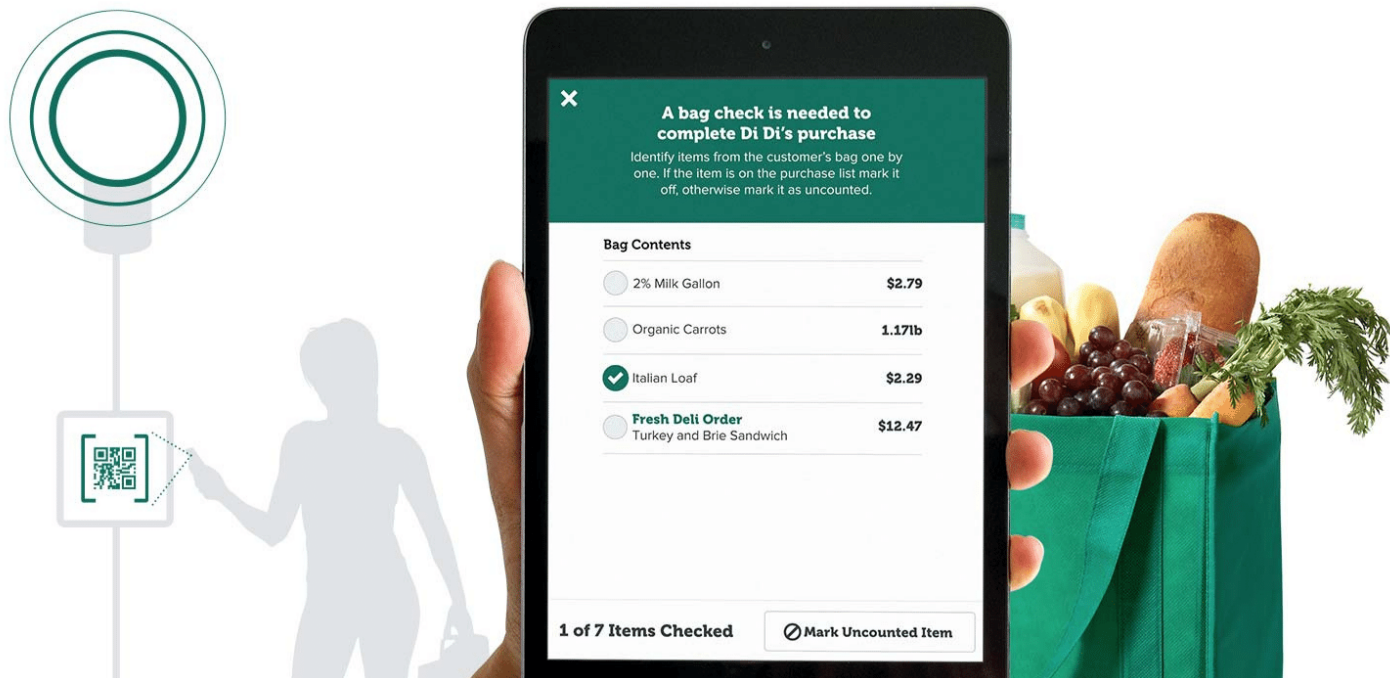 A bag check is needed to
complete Di Di's purchase
Identify items from the customer's bag one by
one. If the item is on the purchase list mark it
off, otherwise mark it as uncounted.
Bag Contents
2% Milk Gallon $2.79
Organic Carrots 1.17lb
Italian Loaf $2.29
Fresh Deli Order
Turkey and Brie Sandwich $12.47
1 of 7 Items Checked Mark Uncounted Item